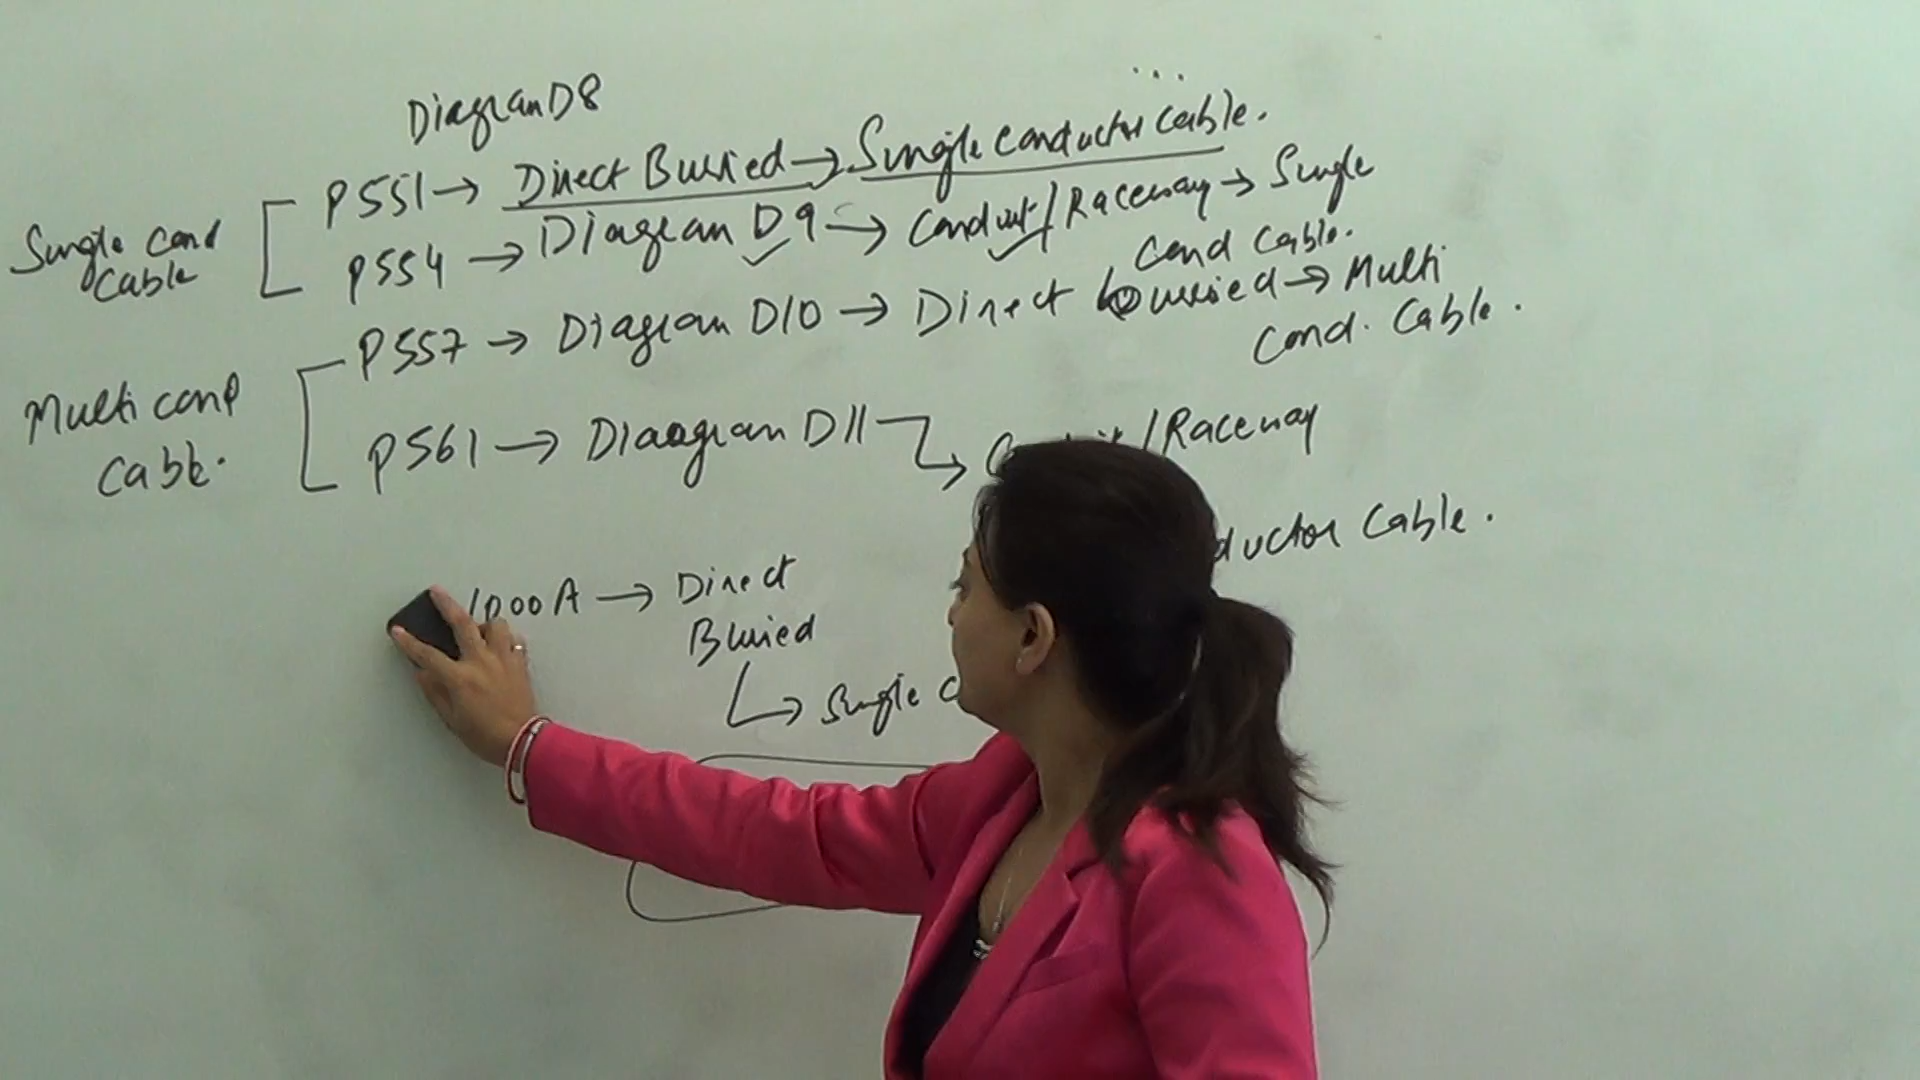 Diagram D8
Single cond cable
P551 → Direct Buried → Single conductor cable.
P554 → Diagram D9 → Conduit/Raceway → Single cond cable.
P557 → Diagram D10 → Direct buried → Multi cond. cable.
Multi cond cable.
P561 → Diagram D11 → /Raceway
cable.
1000A → Direct Buried
→ Single